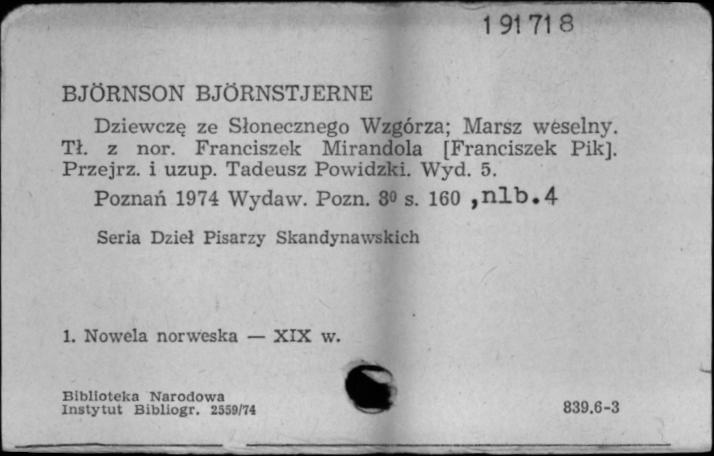 191718
BJÖRNSON BJÖRNSTJERNE
Dziewczę ze Słonecznego Wzgórza; Marsz weselny.
Tł. z nor. Franciszek Mirandola [Franciszek Pik].
Przejrz. i uzup. Tadeusz Powidzki. Wyd. 5.
Poznań 1974 Wydaw. Pozn. 8⁰ s. 160 ,nlb.4
Seria Dzieł Pisarzy Skandynawskich
1. Nowela norweska — XIX w.
Biblioteka Narodowa
Instytut Bibliogr. 2559/74
839.6-3